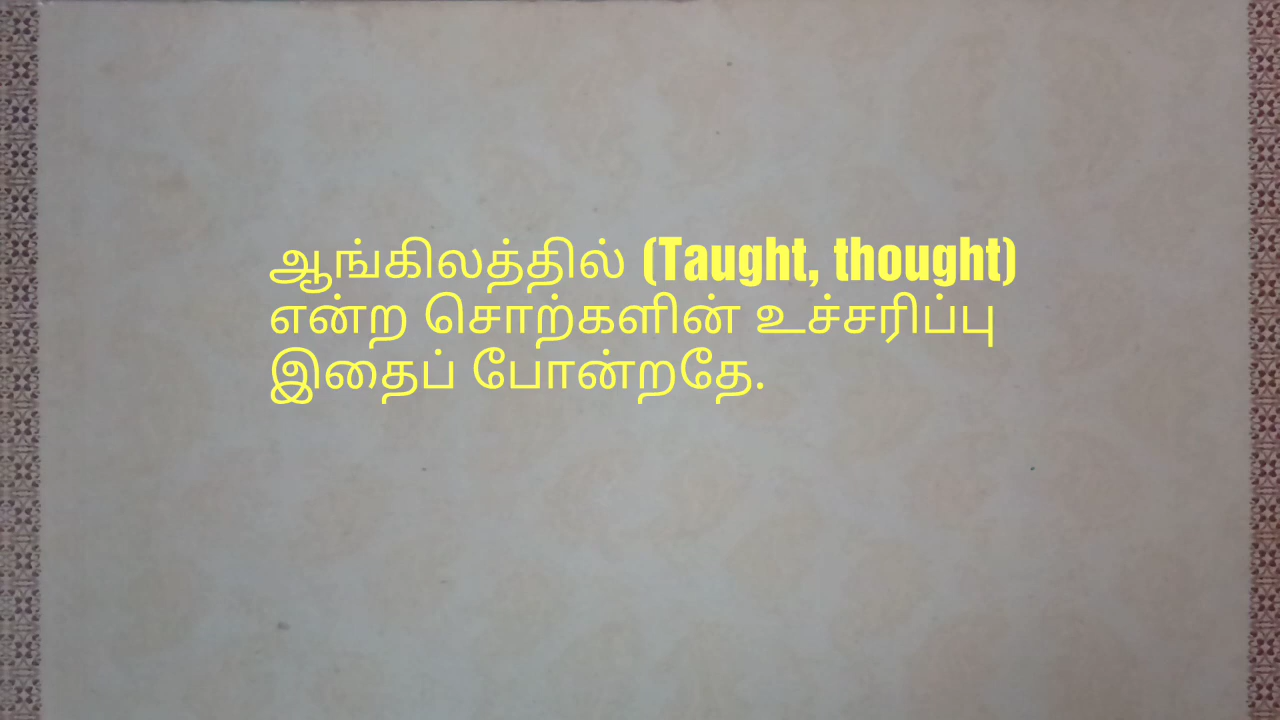 ஆங்கிலத்தில் (Taught, thought)
என்ற சொற்களின் உச்சரிப்பு
இதைப் போன்றதே.